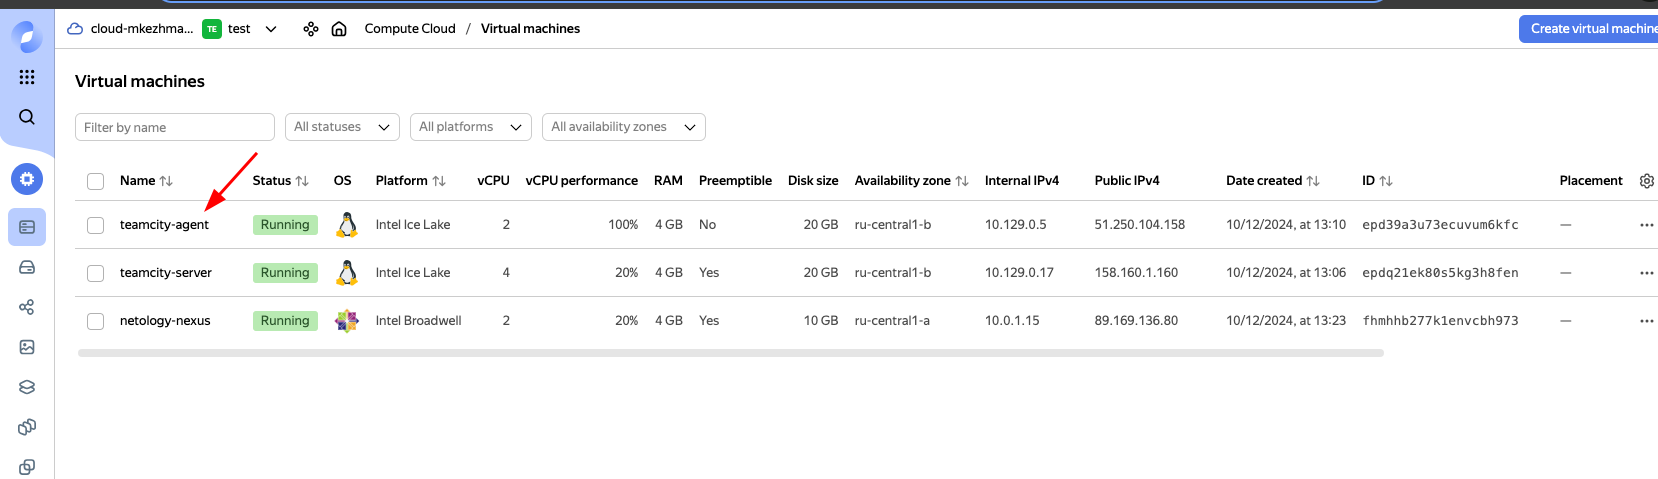 cloud-mkezhma... TE test Compute Cloud / Virtual machines Create virtual machine
Virtual machines
Filter by name All statuses All platforms All availability zones
Name Status OS Platform vCPU vCPU performance RAM Preemptible Disk size Availability zone Internal IPv4 Public IPv4 Date created ID Placement
teamcity-agent Running Intel Ice Lake 2 100% 4 GB No 20 GB ru-central1-b 10.129.0.5 51.250.104.158 10/12/2024, at 13:10 epd39a3u73ecuvum6kfc —
teamcity-server Running Intel Ice Lake 4 20% 4 GB Yes 20 GB ru-central1-b 10.129.0.17 158.160.1.160 10/12/2024, at 13:06 epdq21ek80s5kg3h8fen —
netology-nexus Running Intel Broadwell 2 20% 4 GB Yes 10 GB ru-central1-a 10.0.1.15 89.169.136.80 10/12/2024, at 13:23 fhmhhb277k1envcbh973 —